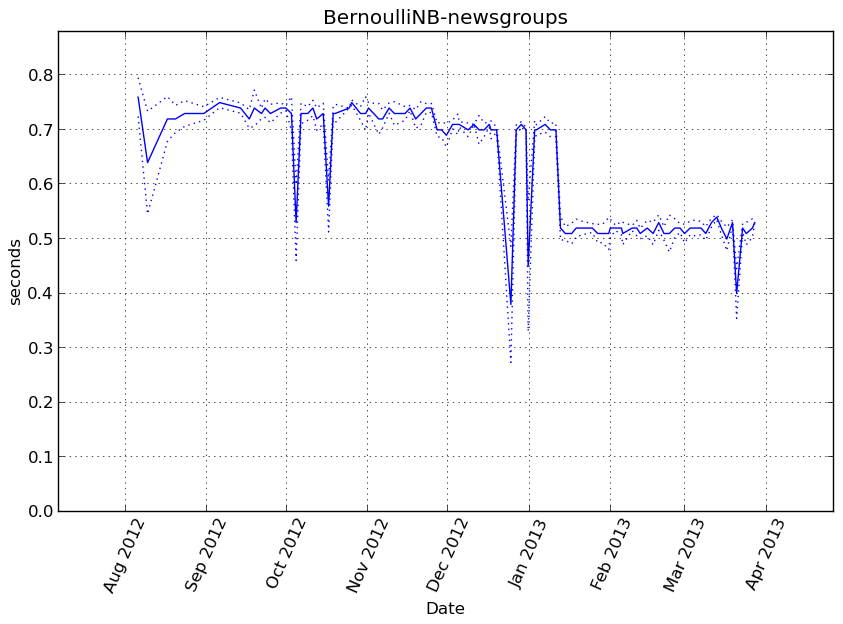 BernoulliNB-newsgroups
0.8
0.7
0.6
0.5
0.4
0.3
0.2
0.1
0.0
seconds
Aug 2012
Sep 2012
Oct 2012
Nov 2012
Dec 2012
Jan 2013
Feb 2013
Mar 2013
Apr 2013
Date